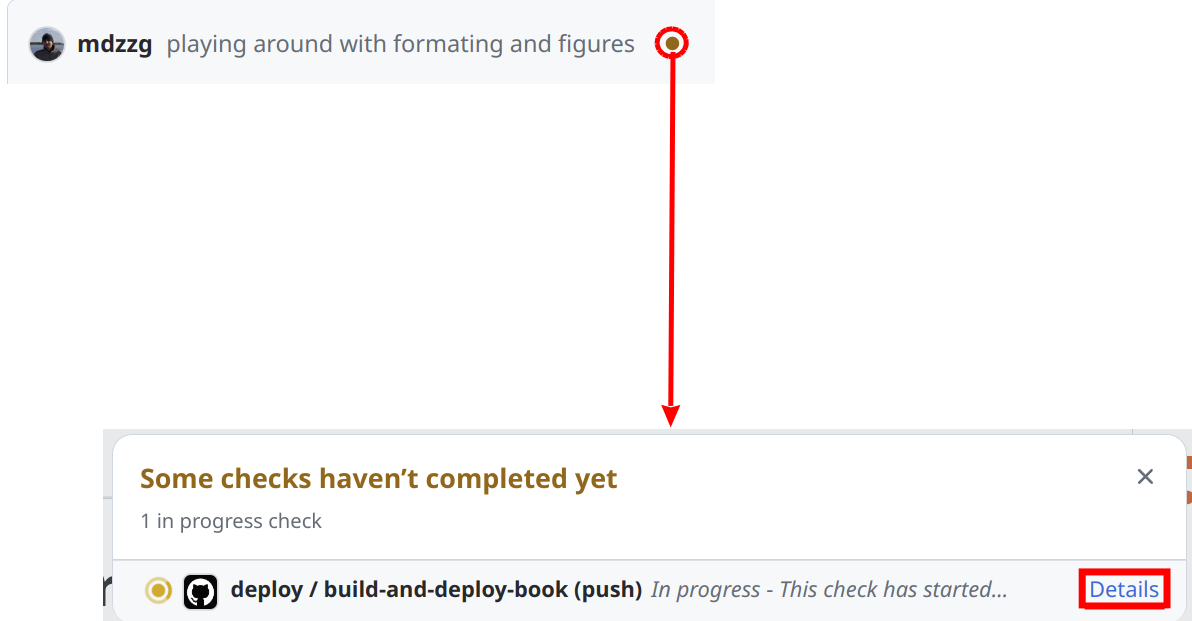 mdzzg playing around with formating and figures
Some checks haven’t completed yet
1 in progress check
deploy / build-and-deploy-book (push) In progress - This check has started... Details